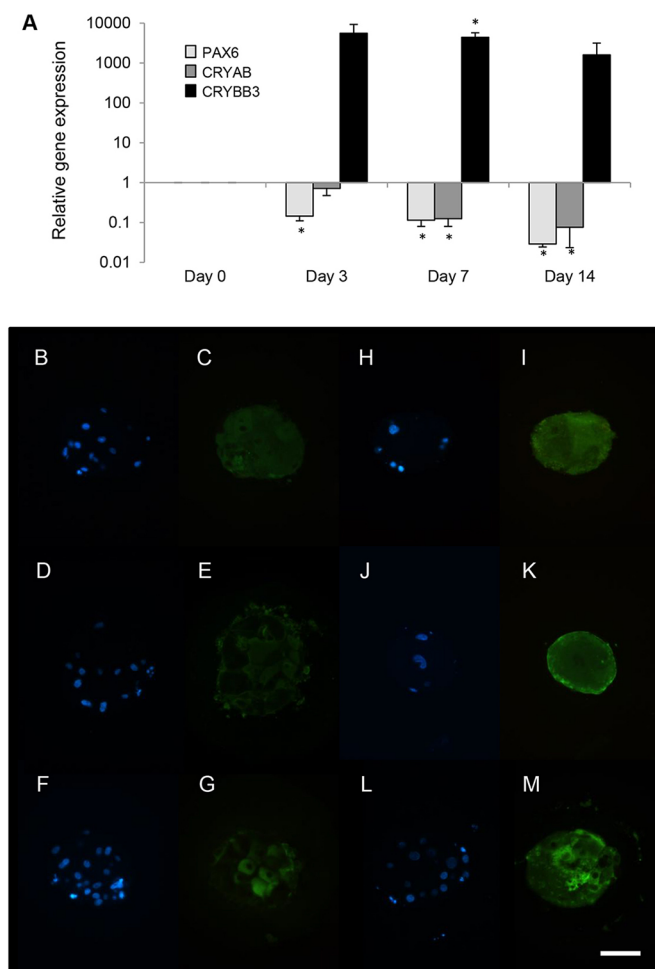 A
10000
1000
100
10
1
0.1
0.01
Relative gene expression
PAX6
CRYAB
CRYBB3
*
* * * * *
Day 0 Day 3 Day 7 Day 14
B C H I
D E J K
F G L M